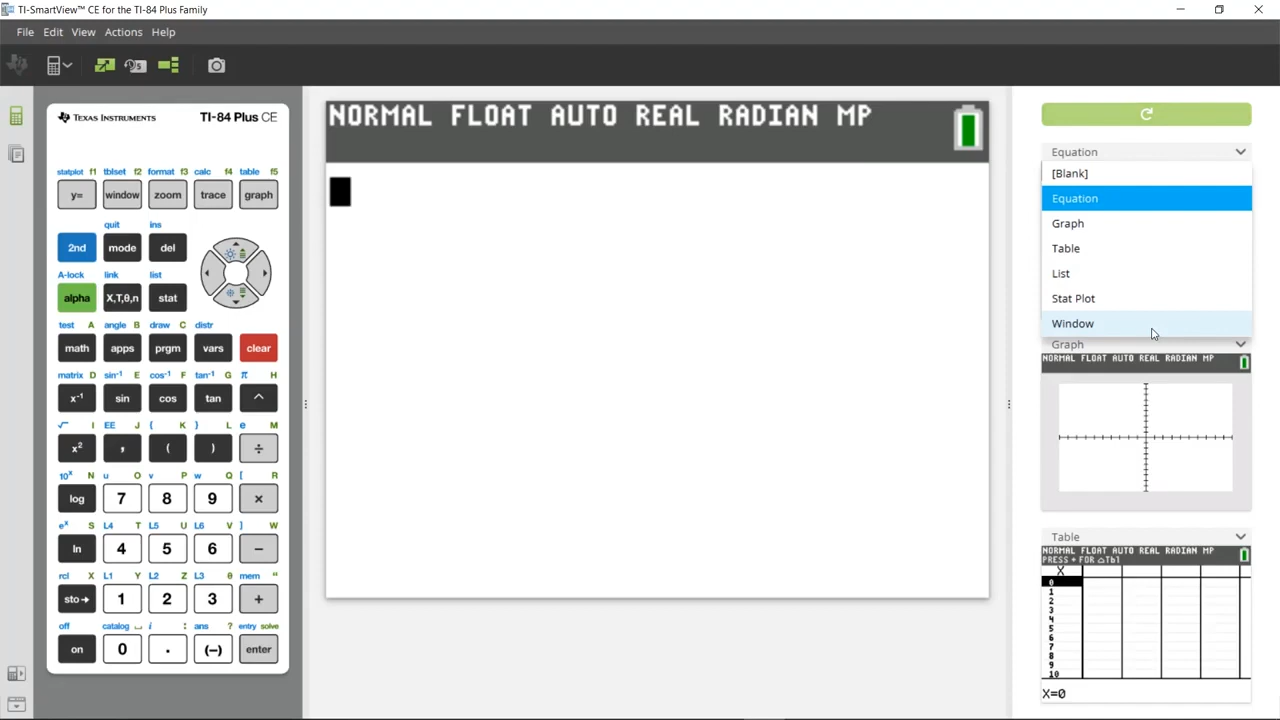 TI-SmartView™ CE for the TI-84 Plus Family
File Edit View Actions Help
TEXAS INSTRUMENTS TI-84 Plus CE
statplot f1 tblset f2 format f3 calc f4 table f5
y= window zoom trace graph
quit ins
2nd mode del
A-lock link list
alpha X,T,θ,n stat
test A angle B draw C distr
math apps prgm vars clear
matrix D sin⁻¹ E cos⁻¹ F tan⁻¹ G π H
x⁻¹ sin cos tan ^
√ I EE J { K } L e M
x² , ( ) ÷
10ˣ N u O v P w Q [ R
log 7 8 9 ×
eˣ S L4 T L5 U L6 V ] W
ln 4 5 6 −
rcl X L1 Y L2 Z L3 θ mem "
sto→ 1 2 3 +
off catalog ⎵ i : ans ? entry solve
on 0 . (−) enter
NORMAL FLOAT AUTO REAL RADIAN MP
Equation
[Blank]
Equation
Graph
Table
List
Stat Plot
Window
Graph
NORMAL FLOAT AUTO REAL RADIAN MP
Table
NORMAL FLOAT AUTO REAL RADIAN MP
PRESS + FOR △Tbl
X
0
1
2
3
4
5
6
7
8
9
10
X=0